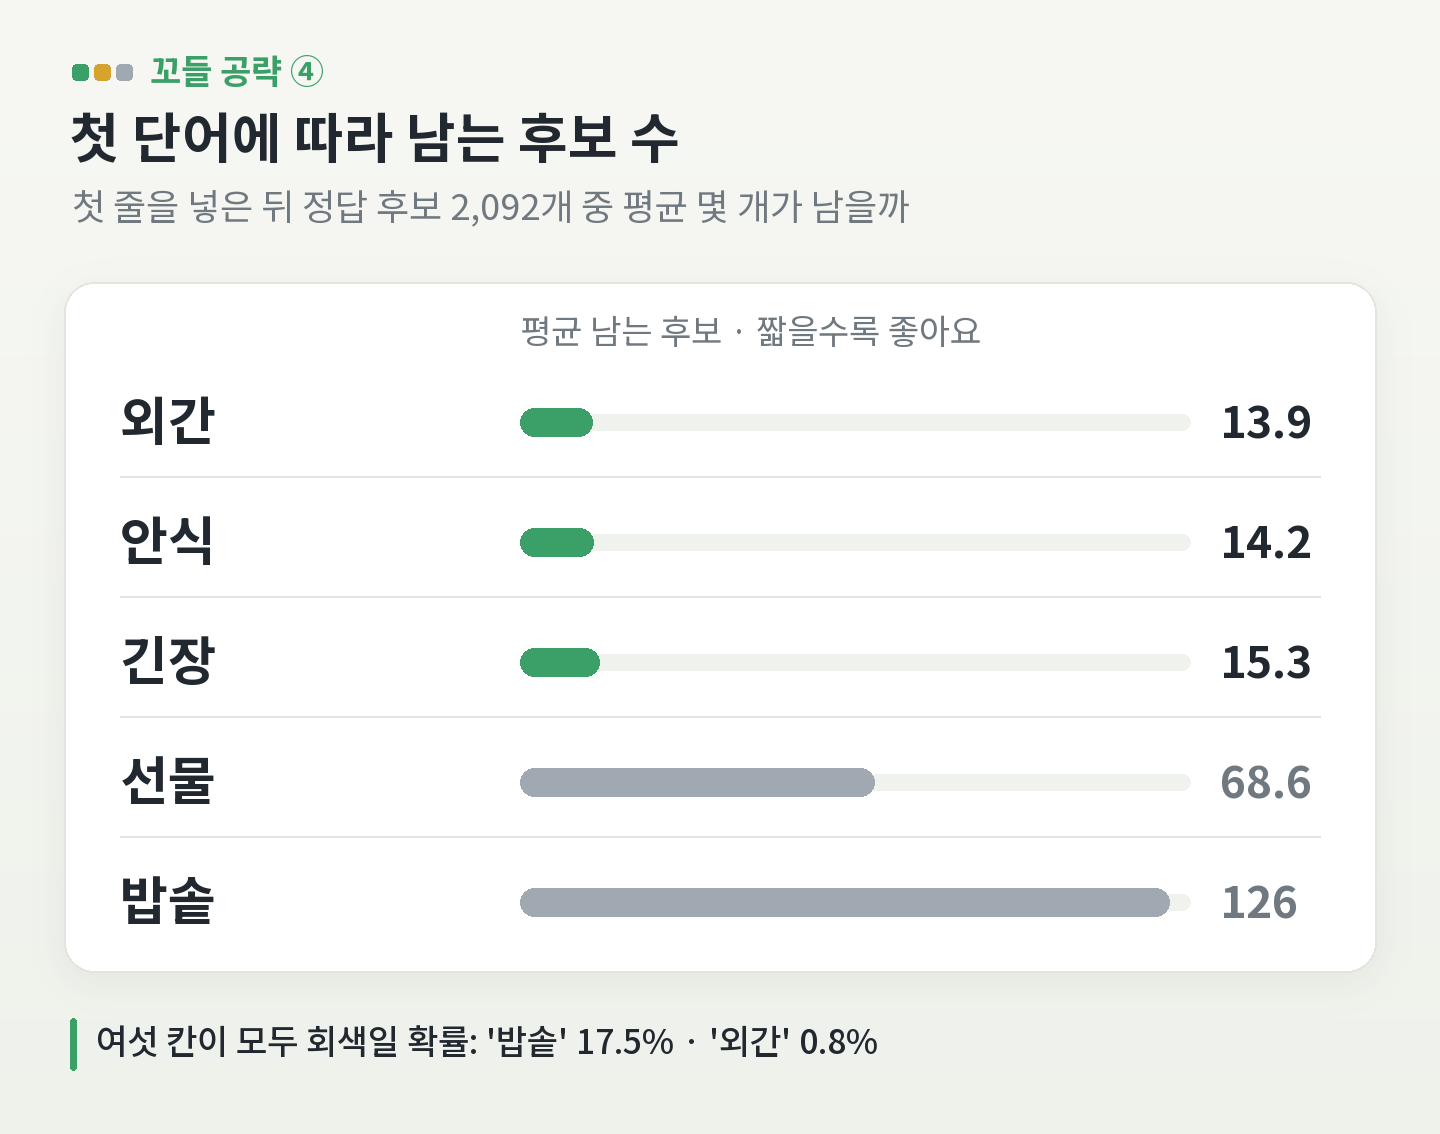 꼬들 공략 ④
첫 단어에 따라 남는 후보 수
첫 줄을 넣은 뒤 정답 후보 2,092개 중 평균 몇 개가 남을까
평균 남는 후보 · 짧을수록 좋아요
외간 13.9
안식 14.2
긴장 15.3
선물 68.6
밥솥 126
여섯 칸이 모두 회색일 확률: '밥솥' 17.5% · '외간' 0.8%